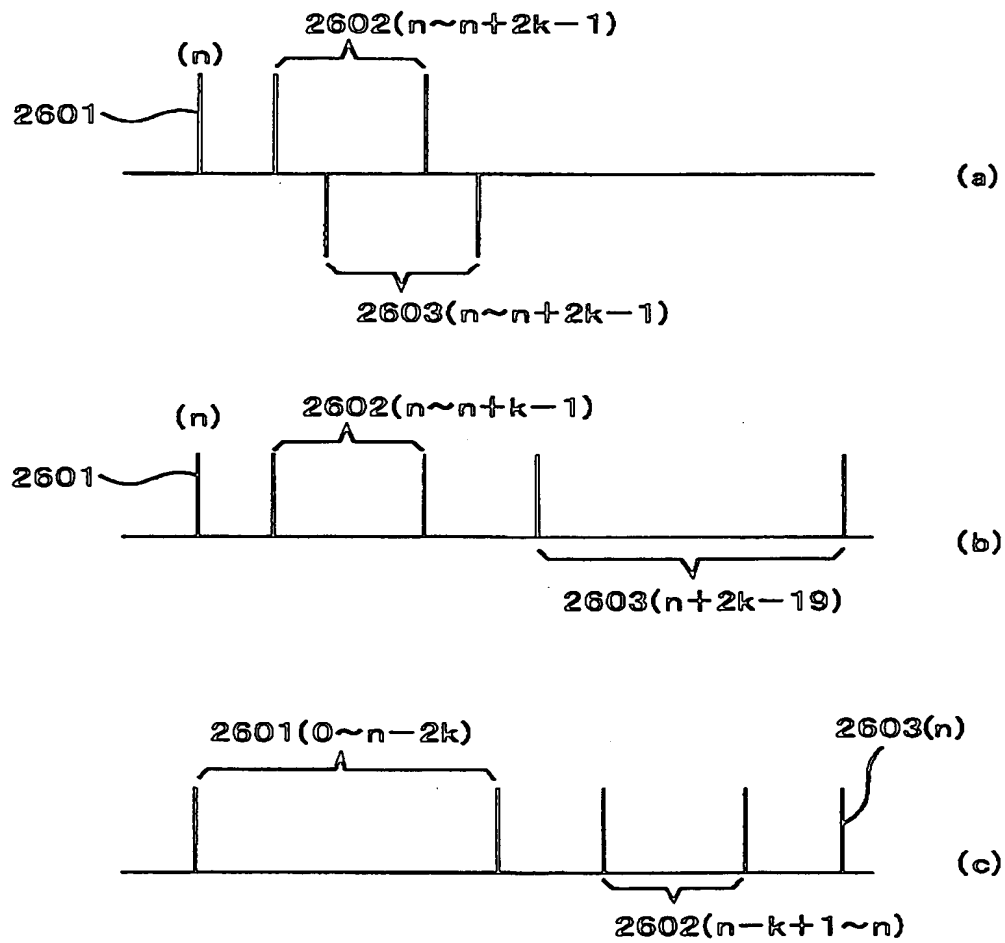 2602(n~n+2k-1)
(n)
2601
(a)
2603(n~n+2k-1)
2602(n~n+k-1)
(n)
2601
(b)
2603(n+2k-19)
2601(0~n-2k)
2603(n)
(c)
2602(n-k+1~n)